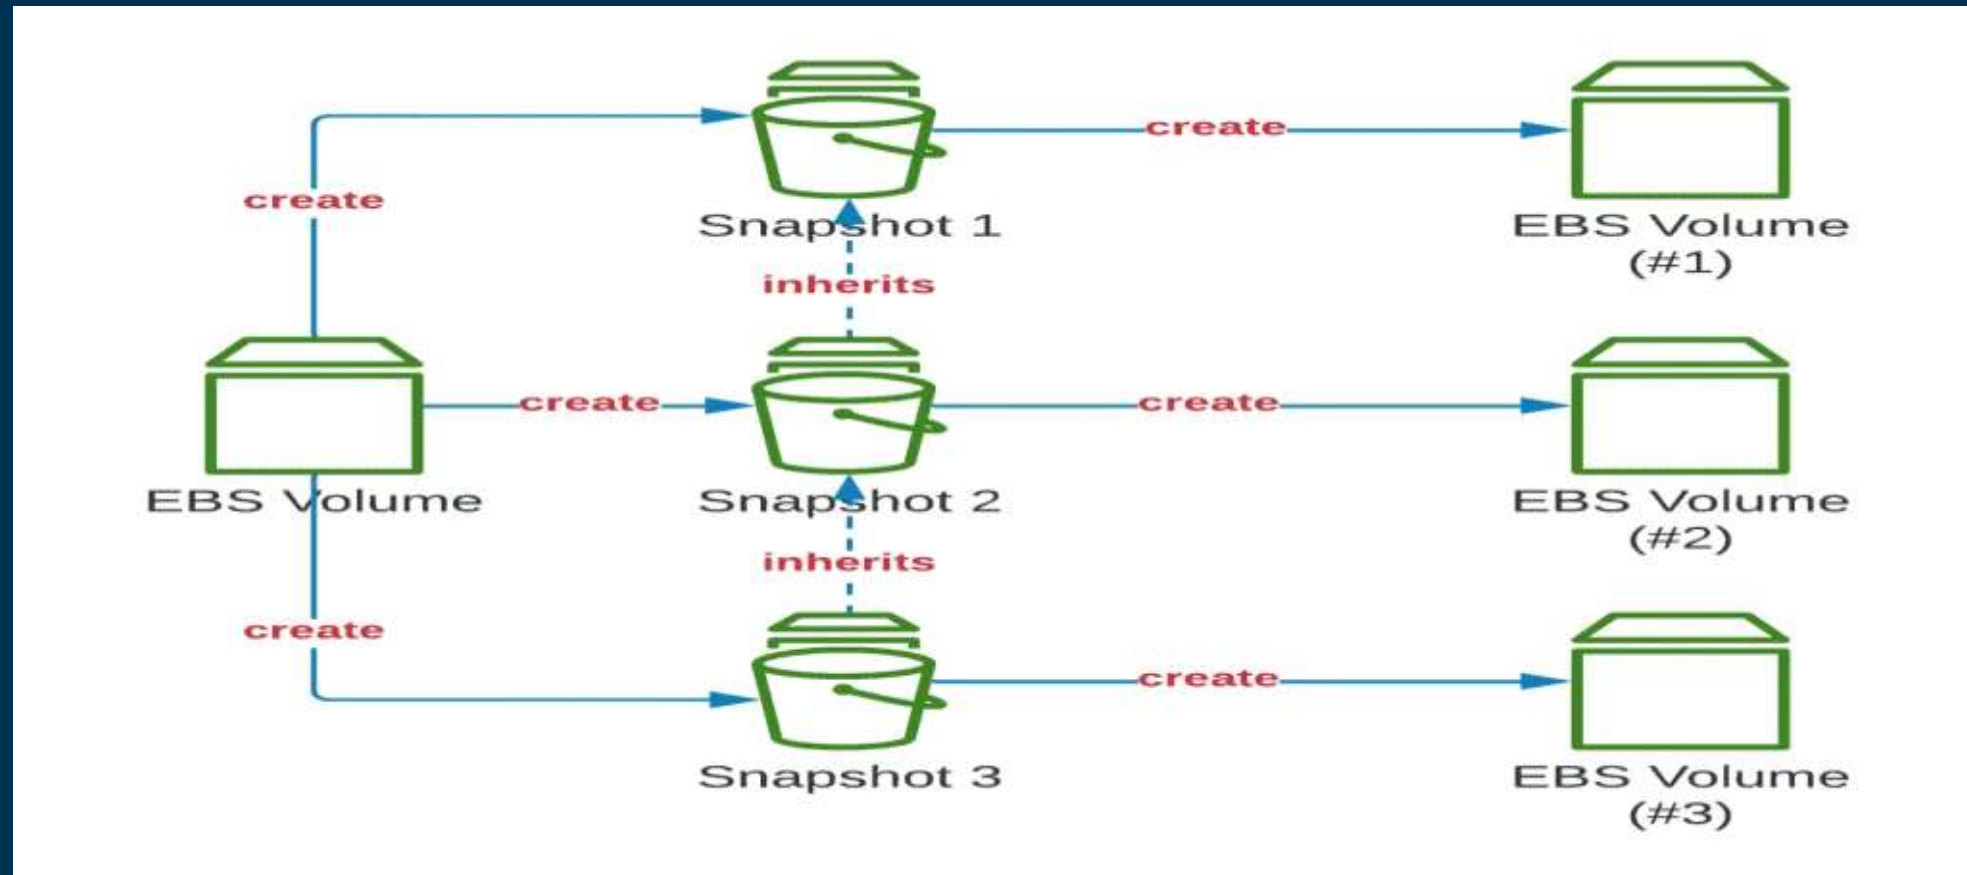 create
Snapshot 1
create
EBS Volume
(#1)
inherits
EBS Volume
create
Snapshot 2
create
EBS Volume
(#2)
inherits
create
Snapshot 3
create
EBS Volume
(#3)